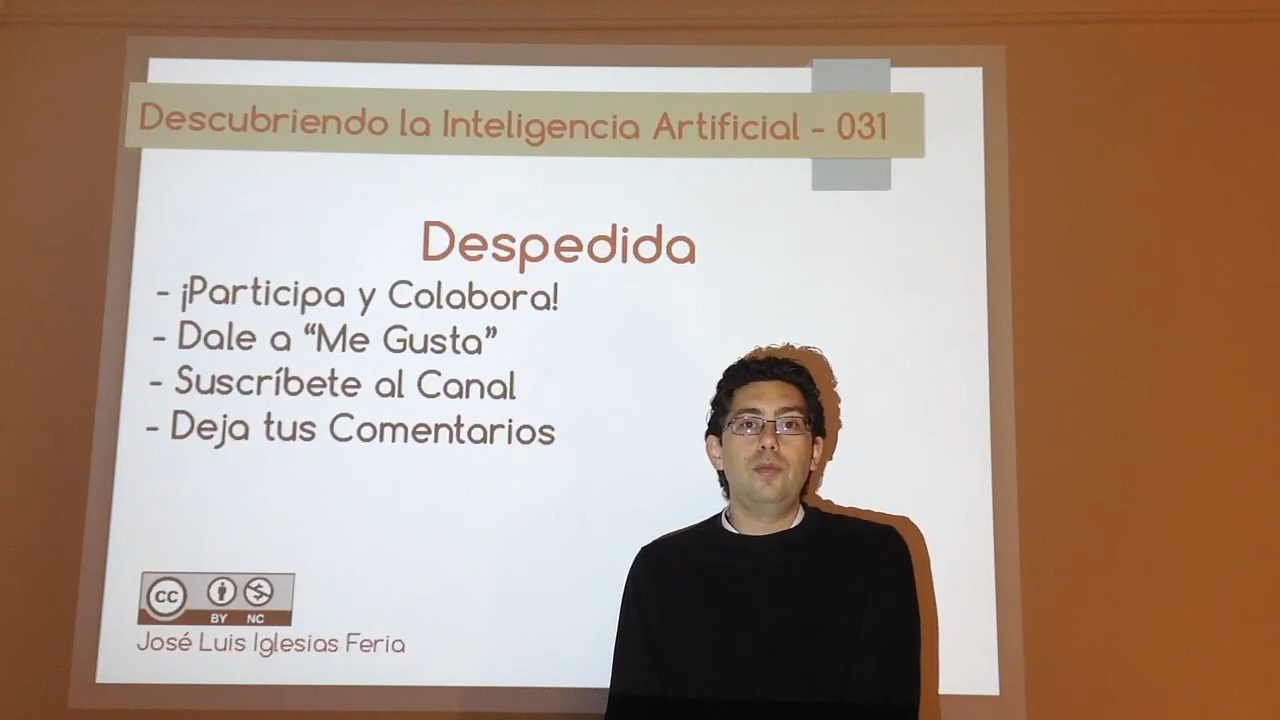 Descubriendo la Inteligencia Artificial - 031
Despedida
- ¡Participa y Colabora!
- Dale a “Me Gusta”
- Suscríbete al Canal
- Deja tus Comentarios
cc
BY NC
José Luis Iglesias Feria